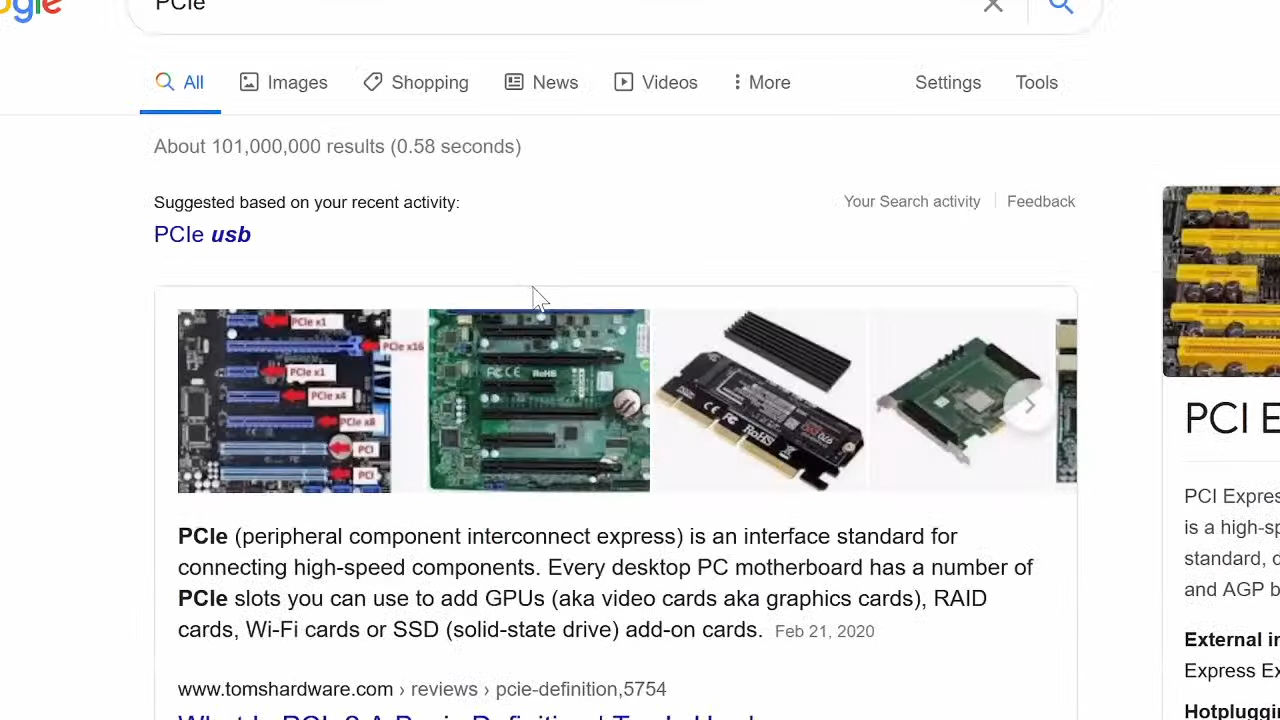 PCIe
All
Images
Shopping
News
Videos
More
Settings
Tools
About 101,000,000 results (0.58 seconds)
Suggested based on your recent activity:
Your Search activity
Feedback
PCIe usb
PCIe x1
PCIe x16
PCIe x1
PCIe x4
PCIe x8
PCI
PCI
RoHS
RoHS
PCI E
PCIe (peripheral component interconnect express) is an interface standard for
connecting high-speed components. Every desktop PC motherboard has a number of
PCIe slots you can use to add GPUs (aka video cards aka graphics cards), RAID
cards, Wi-Fi cards or SSD (solid-state drive) add-on cards. Feb 21, 2020
www.tomshardware.com › reviews › pcie-definition,5754
PCI Expres
is a high-sp
standard, d
and AGP b
External in
Express Ex
Hotpluggin